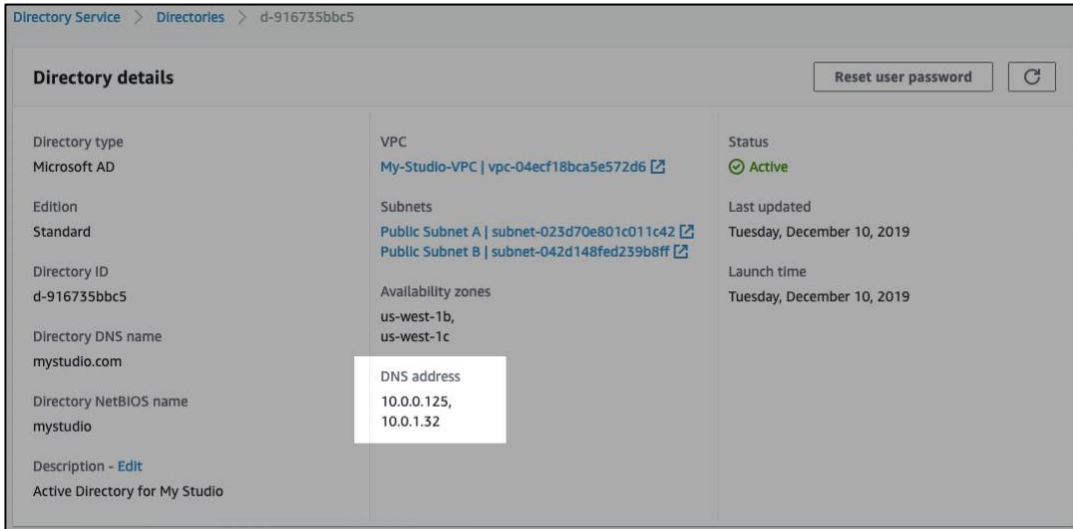 Directory Service > Directories > d-916735bbc5
Directory details
Reset user password
Directory type
Microsoft AD
Edition
Standard
Directory ID
d-916735bbc5
Directory DNS name
mystudio.com
Directory NetBIOS name
mystudio
Description - Edit
Active Directory for My Studio
VPC
My-Studio-VPC | vpc-04ecf18bca5e572d6
Subnets
Public Subnet A | subnet-023d70e801c011c42
Public Subnet B | subnet-042d148fed239b8ff
Availability zones
us-west-1b,
us-west-1c
DNS address
10.0.0.125,
10.0.1.32
Status
Active
Last updated
Tuesday, December 10, 2019
Launch time
Tuesday, December 10, 2019